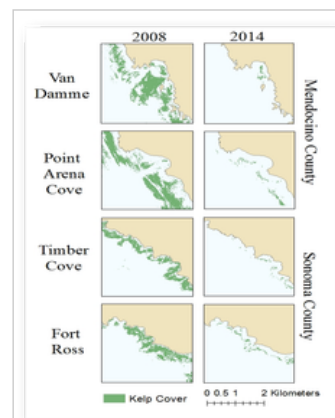 2008 2014
Van
Damme
Mendocino County
Point
Arena
Cove
Timber
Cove
Sonoma County
Fort
Ross
Kelp Cover
0 0.5 1 2 Kilometers